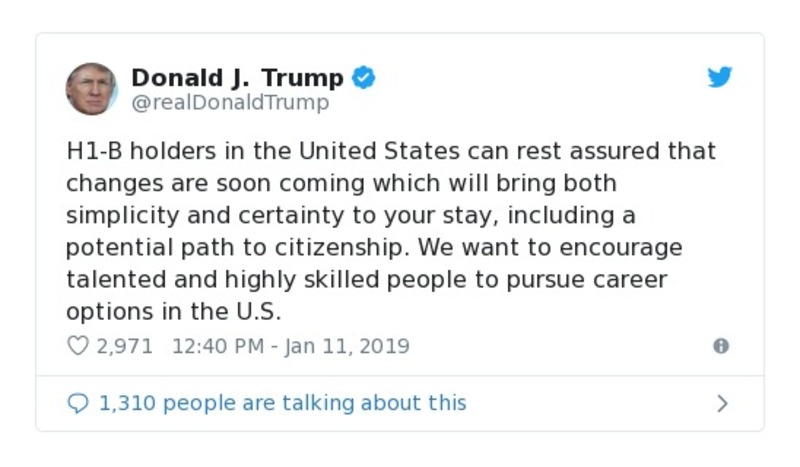 Donald J. Trump
@realDonaldTrump
H1-B holders in the United States can rest assured that
changes are soon coming which will bring both
simplicity and certainty to your stay, including a
potential path to citizenship. We want to encourage
talented and highly skilled people to pursue career
options in the U.S.
2,971 12:40 PM - Jan 11, 2019
1,310 people are talking about this